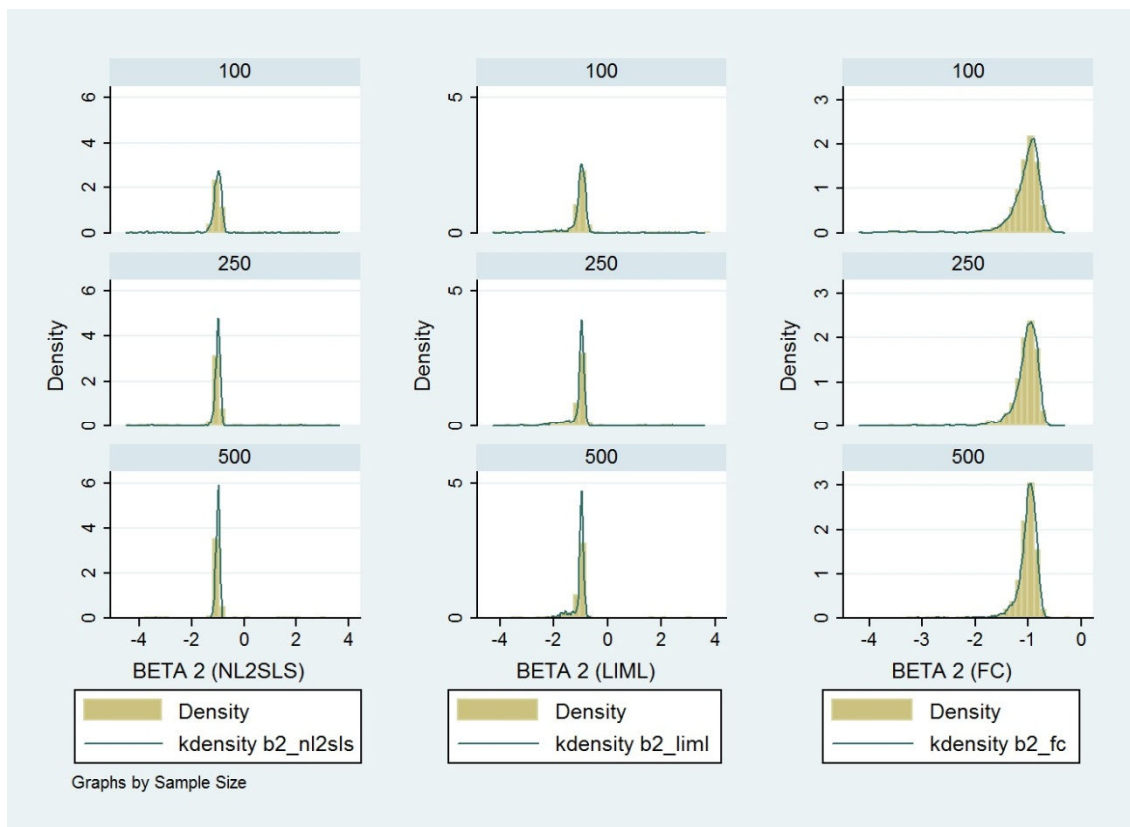 100
100
100
6
4
2
0
5
0
3
2
1
0
250
250
250
Density
6
4
2
0
Density
5
0
Density
3
2
1
0
500
500
500
6
4
2
0
5
0
3
2
1
0
-4 -2 0 2 4
-4 -2 0 2 4
-4 -3 -2 -1 0
BETA 2 (NL2SLS)
BETA 2 (LIML)
BETA 2 (FC)
Density
kdensity b2_nl2sls
Density
kdensity b2_liml
Density
kdensity b2_fc
Graphs by Sample Size